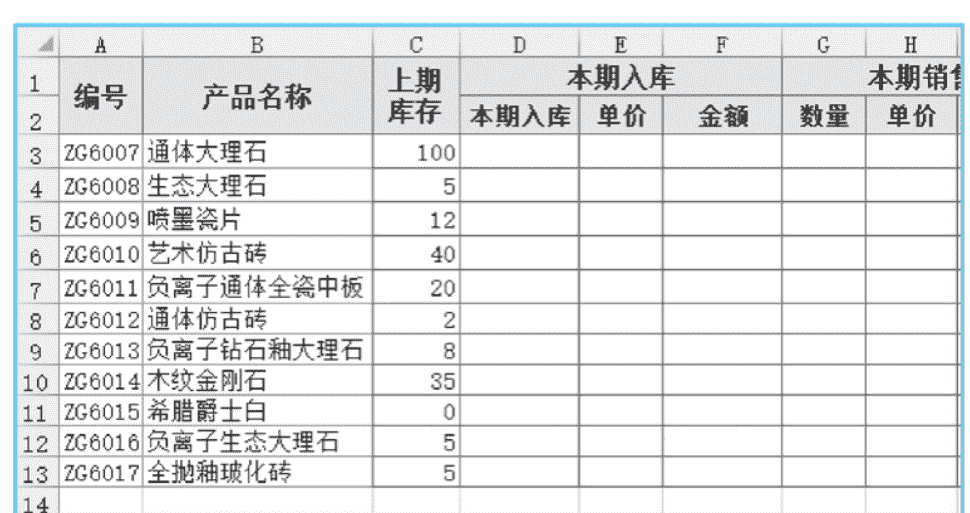 A B C D E F G H
1 编号 产品名称 上期库存 本期入库 本期销售
2 本期入库 单价 金额 数量 单价
3 ZG6007 通体大理石 100
4 ZG6008 生态大理石 5
5 ZG6009 喷墨瓷片 12
6 ZG6010 艺术仿古砖 40
7 ZG6011 负离子通体全瓷中板 20
8 ZG6012 通体仿古砖 2
9 ZG6013 负离子钻石釉大理石 8
10 ZG6014 木纹金刚石 35
11 ZG6015 希腊爵士白 0
12 ZG6016 负离子生态大理石 5
13 ZG6017 全抛釉玻化砖 5
14